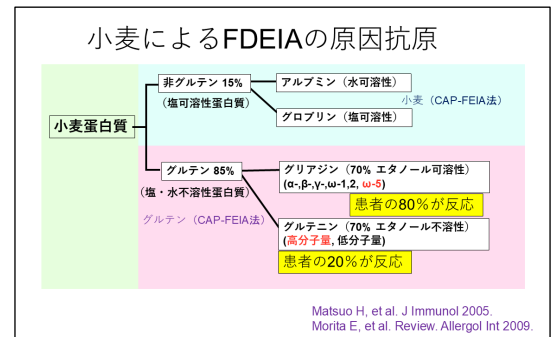 小麦によるFDEIAの原因抗原
非グルテン 15%
(塩可溶性蛋白質)
アルブミン（水可溶性）
小麦（CAP-FEIA法）
グロブリン（塩可溶性）
小麦蛋白質
グルテン 85%
(塩・水不溶性蛋白質)
グルテン（CAP-FEIA法）
グリアジン（70% エタノール可溶性）
(α-,β-,γ-,ω-1,2, ω-5)
患者の80%が反応
グルテニン（70% エタノール不溶性）
(高分子量, 低分子量)
患者の20%が反応
Matsuo H, et al. J Immunol 2005.
Morita E, et al. Review. Allergol Int 2009.